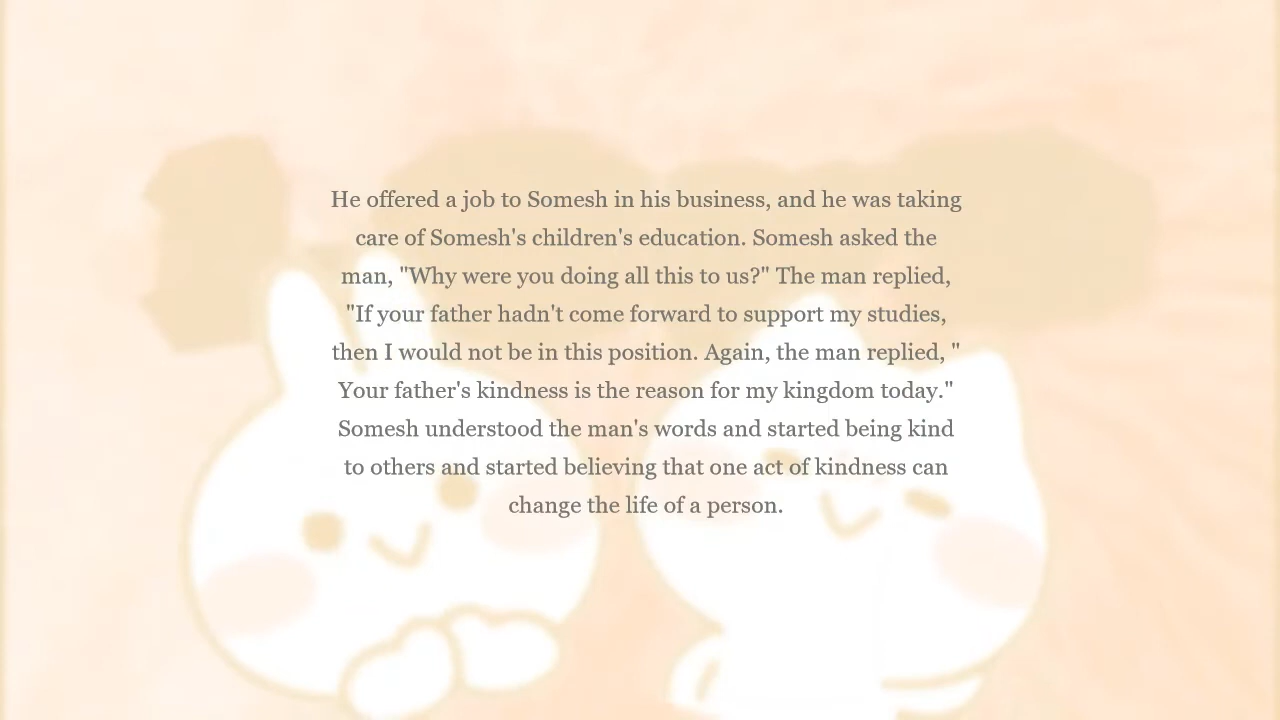 He offered a job to Somesh in his business, and he was taking
care of Somesh's children's education. Somesh asked the
man, "Why were you doing all this to us?" The man replied,
"If your father hadn't come forward to support my studies,
then I would not be in this position. Again, the man replied, "
Your father's kindness is the reason for my kingdom today."
Somesh understood the man's words and started being kind
to others and started believing that one act of kindness can
change the life of a person.